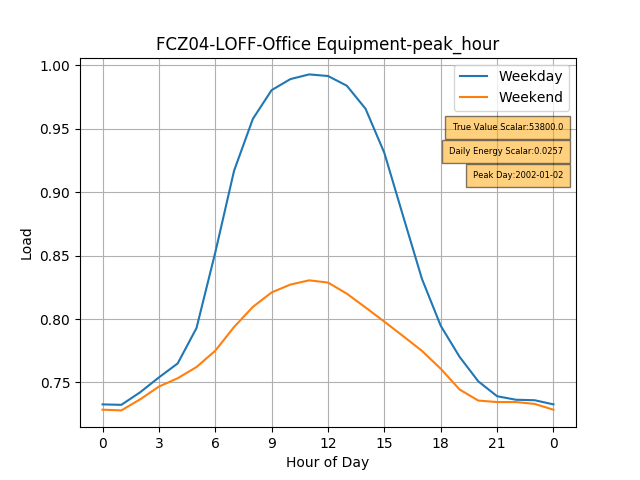 FCZ04-LOFF-Office Equipment-peak_hour
1.00
0.95
0.90
0.85
0.80
0.75
Load
0
3
6
9
12
15
18
21
0
Hour of Day
Weekday
Weekend
True Value Scalar:53800.0
Daily Energy Scalar:0.0257
Peak Day:2002-01-02